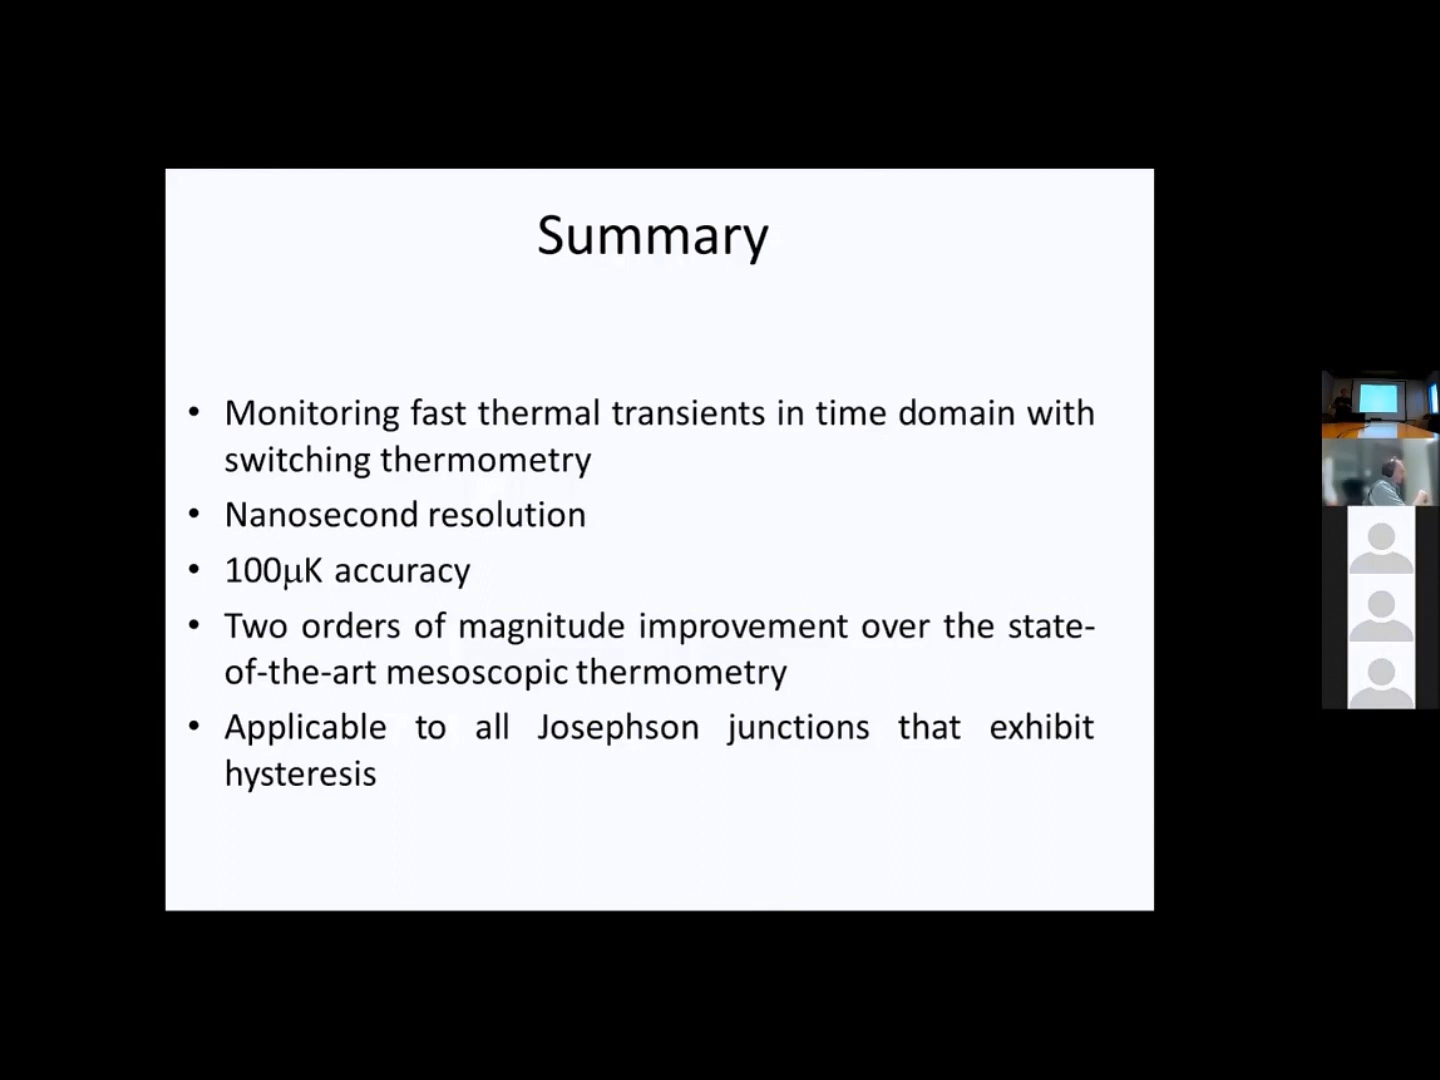 Summary
• Monitoring fast thermal transients in time domain with
switching thermometry
• Nanosecond resolution
• 100μK accuracy
• Two orders of magnitude improvement over the state-
of-the-art mesoscopic thermometry
• Applicable to all Josephson junctions that exhibit
hysteresis